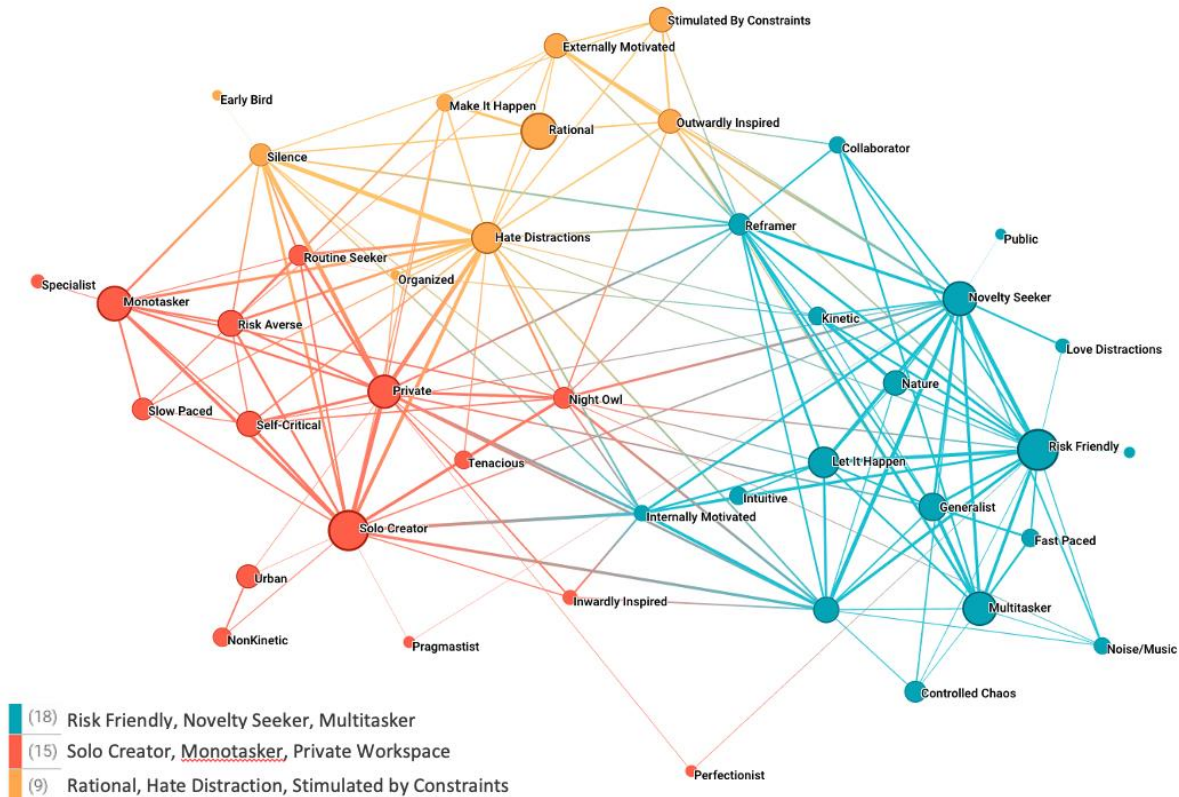 Stimulated By Constraints
Externally Motivated
Early Bird
Make It Happen
Rational
Outwardly Inspired
Collaborator
Silence
Reframer
Public
Hate Distractions
Routine Seeker
Organized
Specialist
Monotasker
Novelty Seeker
Risk Averse
Kinetic
Love Distractions
Private
Nature
Night Owl
Slow Paced
Self-Critical
Risk Friendly
Tenacious
Let It Happen
Intuitive
Generalist
Internally Motivated
Solo Creator
Fast Paced
Urban
Inwardly Inspired
Multitasker
NonKinetic
Pragmastist
Noise/Music
Controlled Chaos
Perfectionist
(18) Risk Friendly, Novelty Seeker, Multitasker
(15) Solo Creator, Monotasker, Private Workspace
(9) Rational, Hate Distraction, Stimulated by Constraints